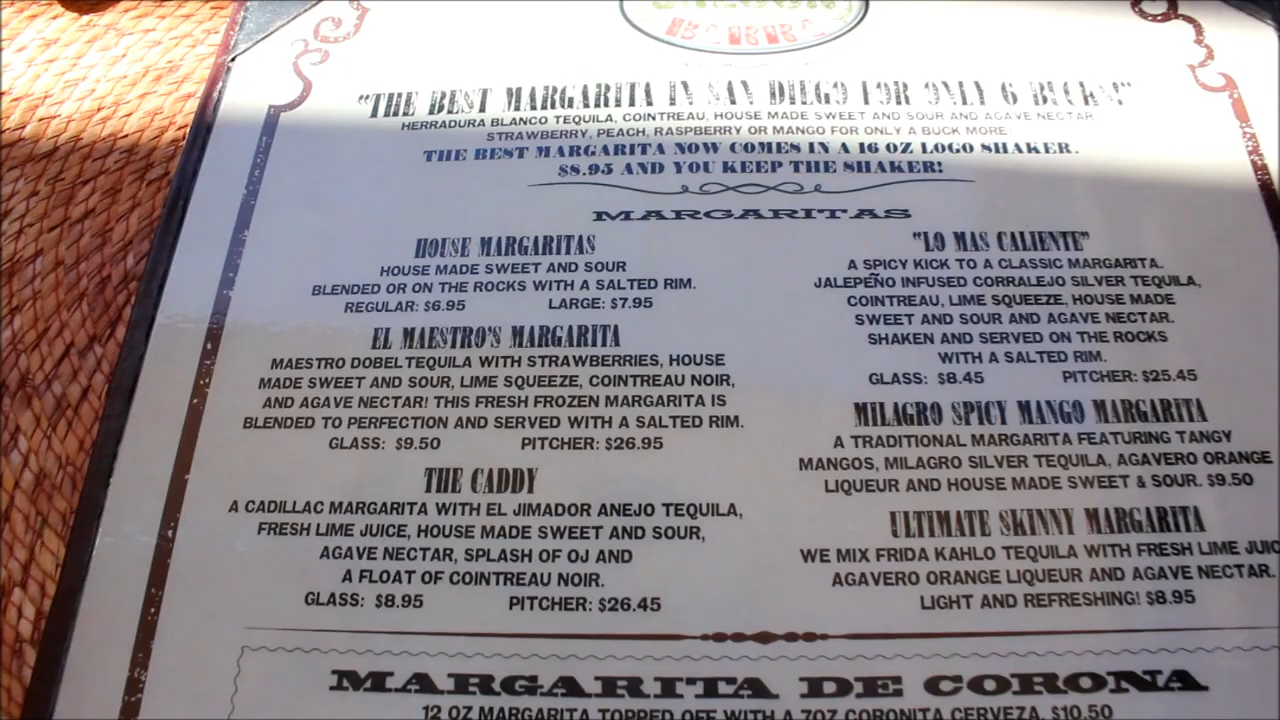 "THE BEST MARGARITA IN SAN DIEGO FOR ONLY 6 BUCKS!"
HERRADURA BLANCO TEQUILA, COINTREAU, HOUSE MADE SWEET AND SOUR AND AGAVE NECTAR
STRAWBERRY, PEACH, RASPBERRY OR MANGO FOR ONLY A BUCK MORE!
THE BEST MARGARITA NOW COMES IN A 16 OZ LOGO SHAKER.
$8.95 AND YOU KEEP THE SHAKER!
MARGARITAS
HOUSE MARGARITAS
HOUSE MADE SWEET AND SOUR
BLENDED OR ON THE ROCKS WITH A SALTED RIM.
REGULAR: $6.95 LARGE: $7.95
EL MAESTRO'S MARGARITA
MAESTRO DOBEL TEQUILA WITH STRAWBERRIES, HOUSE
MADE SWEET AND SOUR, LIME SQUEEZE, COINTREAU NOIR,
AND AGAVE NECTAR! THIS FRESH FROZEN MARGARITA IS
BLENDED TO PERFECTION AND SERVED WITH A SALTED RIM.
GLASS: $9.50 PITCHER: $26.95
THE CADDY
A CADILLAC MARGARITA WITH EL JIMADOR ANEJO TEQUILA,
FRESH LIME JUICE, HOUSE MADE SWEET AND SOUR,
AGAVE NECTAR, SPLASH OF OJ AND
A FLOAT OF COINTREAU NOIR.
GLASS: $8.95 PITCHER: $26.45
"LO MAS CALIENTE"
A SPICY KICK TO A CLASSIC MARGARITA.
JALEPEÑO INFUSED CORRALEJO SILVER TEQUILA,
COINTREAU, LIME SQUEEZE, HOUSE MADE
SWEET AND SOUR AND AGAVE NECTAR.
SHAKEN AND SERVED ON THE ROCKS
WITH A SALTED RIM.
GLASS: $8.45 PITCHER: $25.45
MILAGRO SPICY MANGO MARGARITA
A TRADITIONAL MARGARITA FEATURING TANGY
MANGOS, MILAGRO SILVER TEQUILA, AGAVERO ORANGE
LIQUEUR AND HOUSE MADE SWEET & SOUR. $9.50
ULTIMATE SKINNY MARGARITA
WE MIX FRIDA KAHLO TEQUILA WITH FRESH LIME JUIC
AGAVERO ORANGE LIQUEUR AND AGAVE NECTAR.
LIGHT AND REFRESHING! $8.95
MARGARITA DE CORONA
12 OZ MARGARITA TOPPED OFF WITH A 7OZ CORONITA CERVEZA. $10.50